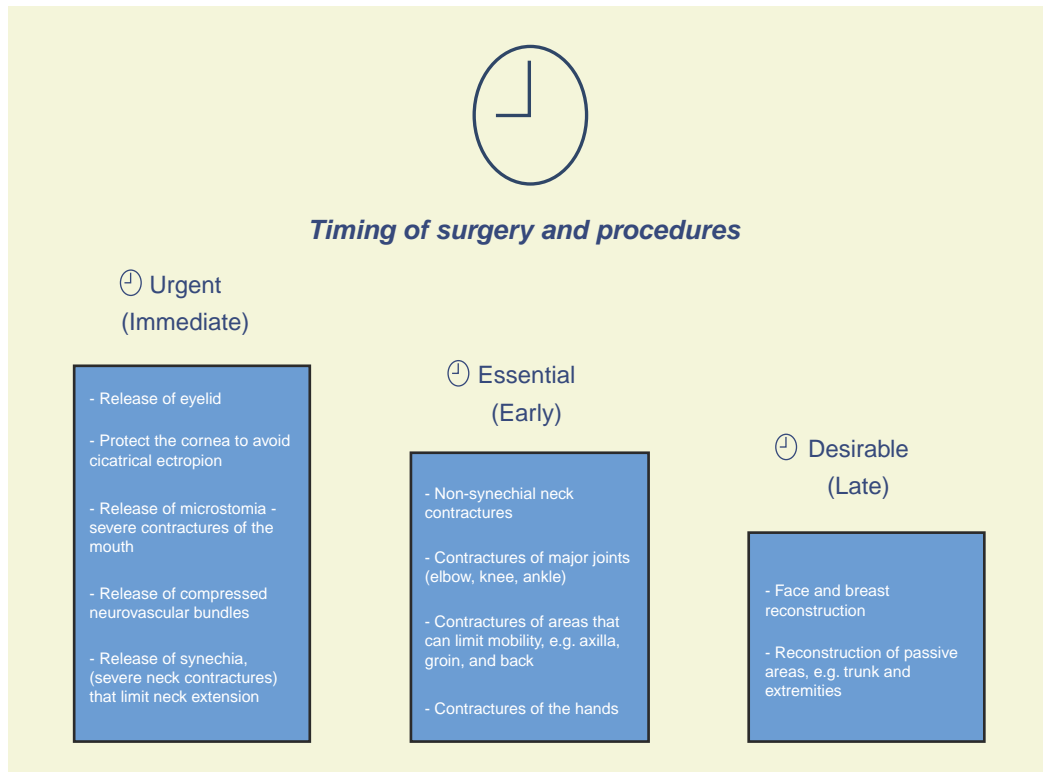 Timing of surgery and procedures
Urgent
(Immediate)
- Release of eyelid
- Protect the cornea to avoid
cicatrical ectropion
- Release of microstomia -
severe contractures of the
mouth
- Release of compressed
neurovascular bundles
- Release of synechia,
(severe neck contractures)
that limit neck extension
Essential
(Early)
- Non-synechial neck
contractures
- Contractures of major joints
(elbow, knee, ankle)
- Contractures of areas that
can limit mobility, e.g. axilla,
groin, and back
- Contractures of the hands
Desirable
(Late)
- Face and breast
reconstruction
- Reconstruction of passive
areas, e.g. trunk and
extremities